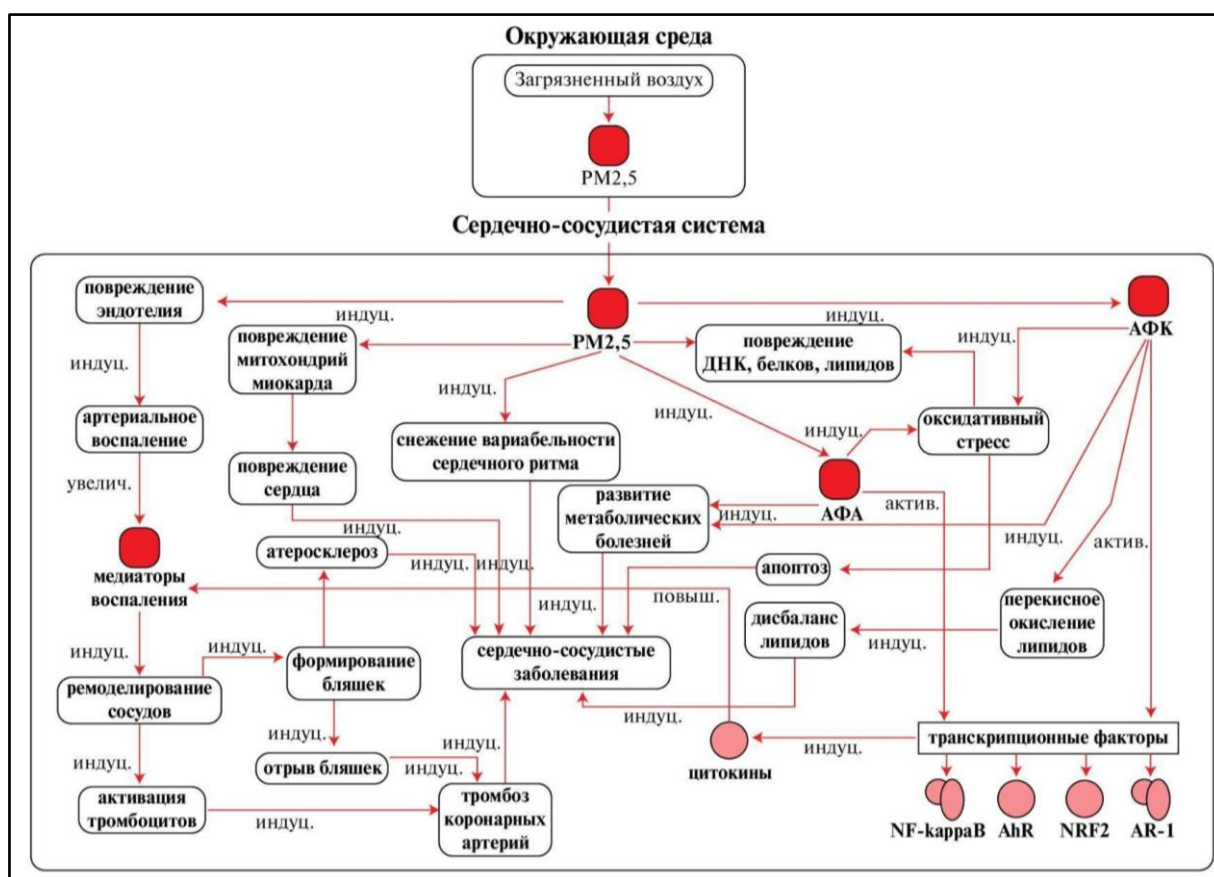 Окружающая среда
Загрязненный воздух
PM2,5
Сердечно-сосудистая система
повреждение
эндотелия
индуц.
PM2,5
индуц.
АФК
повреждение
митохондрий
миокарда
повреждение
ДНК, белков, липидов
индуц.
индуц.
индуц.
индуц.
артериальное
воспаление
снежение вариабельности
сердечного ритма
индуц.
оксидативный
стресс
увелич.
повреждение
сердца
развитие
метаболических
болезней
индуц.
АФА
актив.
индуц.
актив.
медиаторы
воспаления
атеросклероз
индуц.
индуц.
индуц.
апоптоз
индуц.
повыш.
дисбаланс
липидов
индуц.
перекисное
окисление
липидов
индуц.
индуц.
ремоделирование
сосудов
формирование
бляшек
сердечно-сосудистые
заболевания
индуц.
индуц.
индуц.
отрыв бляшек
индуц.
цитокины
индуц.
транскрипционные факторы
активация
тромбоцитов
индуц.
тромбоз
коронарных
артерий
NF-kappaB
AhR
NRF2
AR-1